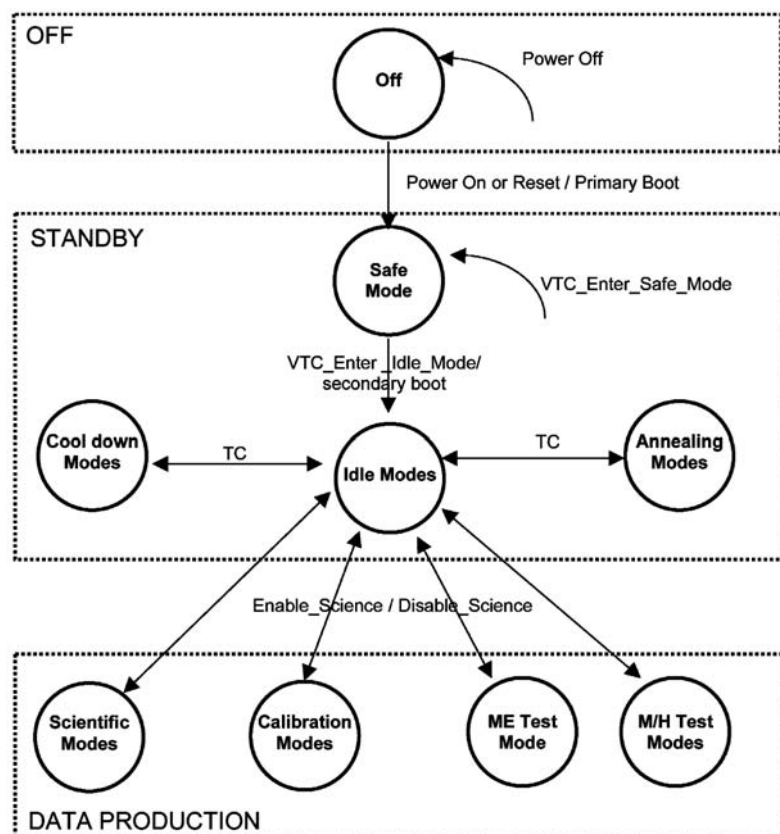 OFF
Power Off
Off
Power On or Reset / Primary Boot
STANDBY
Safe
Mode
VTC_Enter_Safe_Mode
VTC_Enter_Idle_Mode/
secondary boot
Cool down
Modes
TC
Idle Modes
TC
Annealing
Modes
Enable_Science / Disable_Science
Scientific
Modes
Calibration
Modes
ME Test
Mode
M/H Test
Modes
DATA PRODUCTION